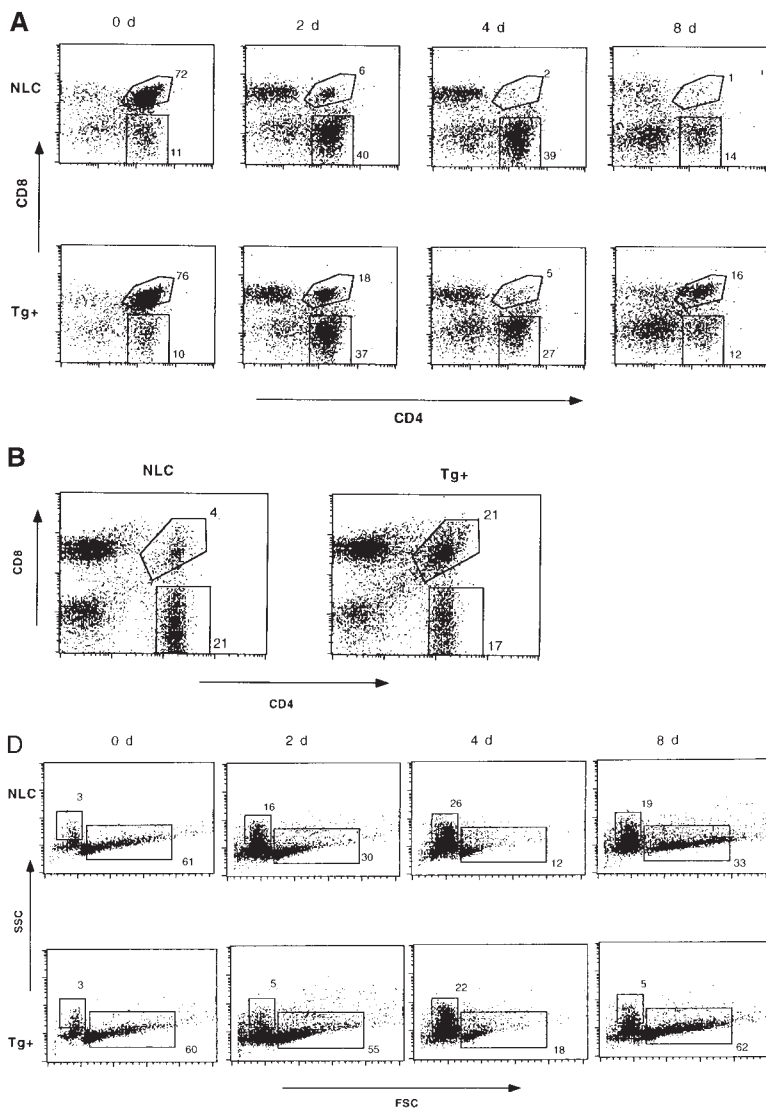 A
0 d 2 d 4 d 8 d
NLC
72 6 2 1
11 40 39 14
CD8
Tg+
76 18 5 16
10 37 27 12
CD4
B
NLC Tg+
4 21
CD8
21 17
CD4
D
0 d 2 d 4 d 8 d
NLC
3 16 26 19
61 30 12 33
SSC
3 5 22 5
Tg+
60 55 18 62
FSC